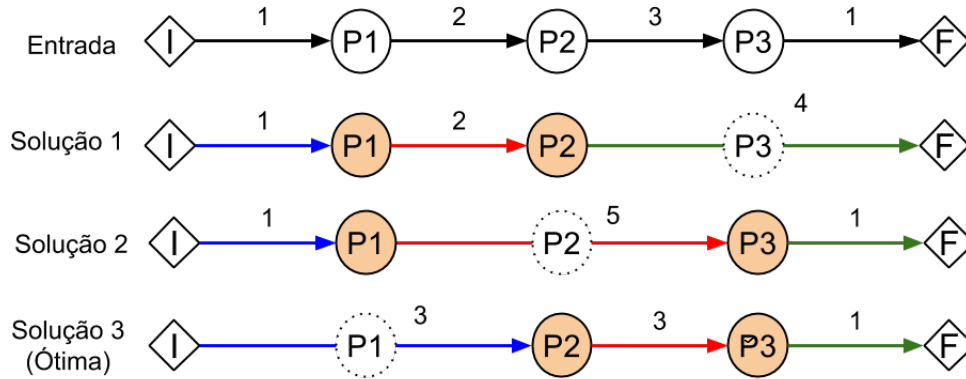 1 2 3 1
Entrada I P1 P2 P3 F
1 2 4
Solução 1 I P1 P2 P3 F
1 5 1
Solução 2 I P1 P2 P3 F
3 3 1
Solução 3
(Ótima)
I P1 P2 P3 F